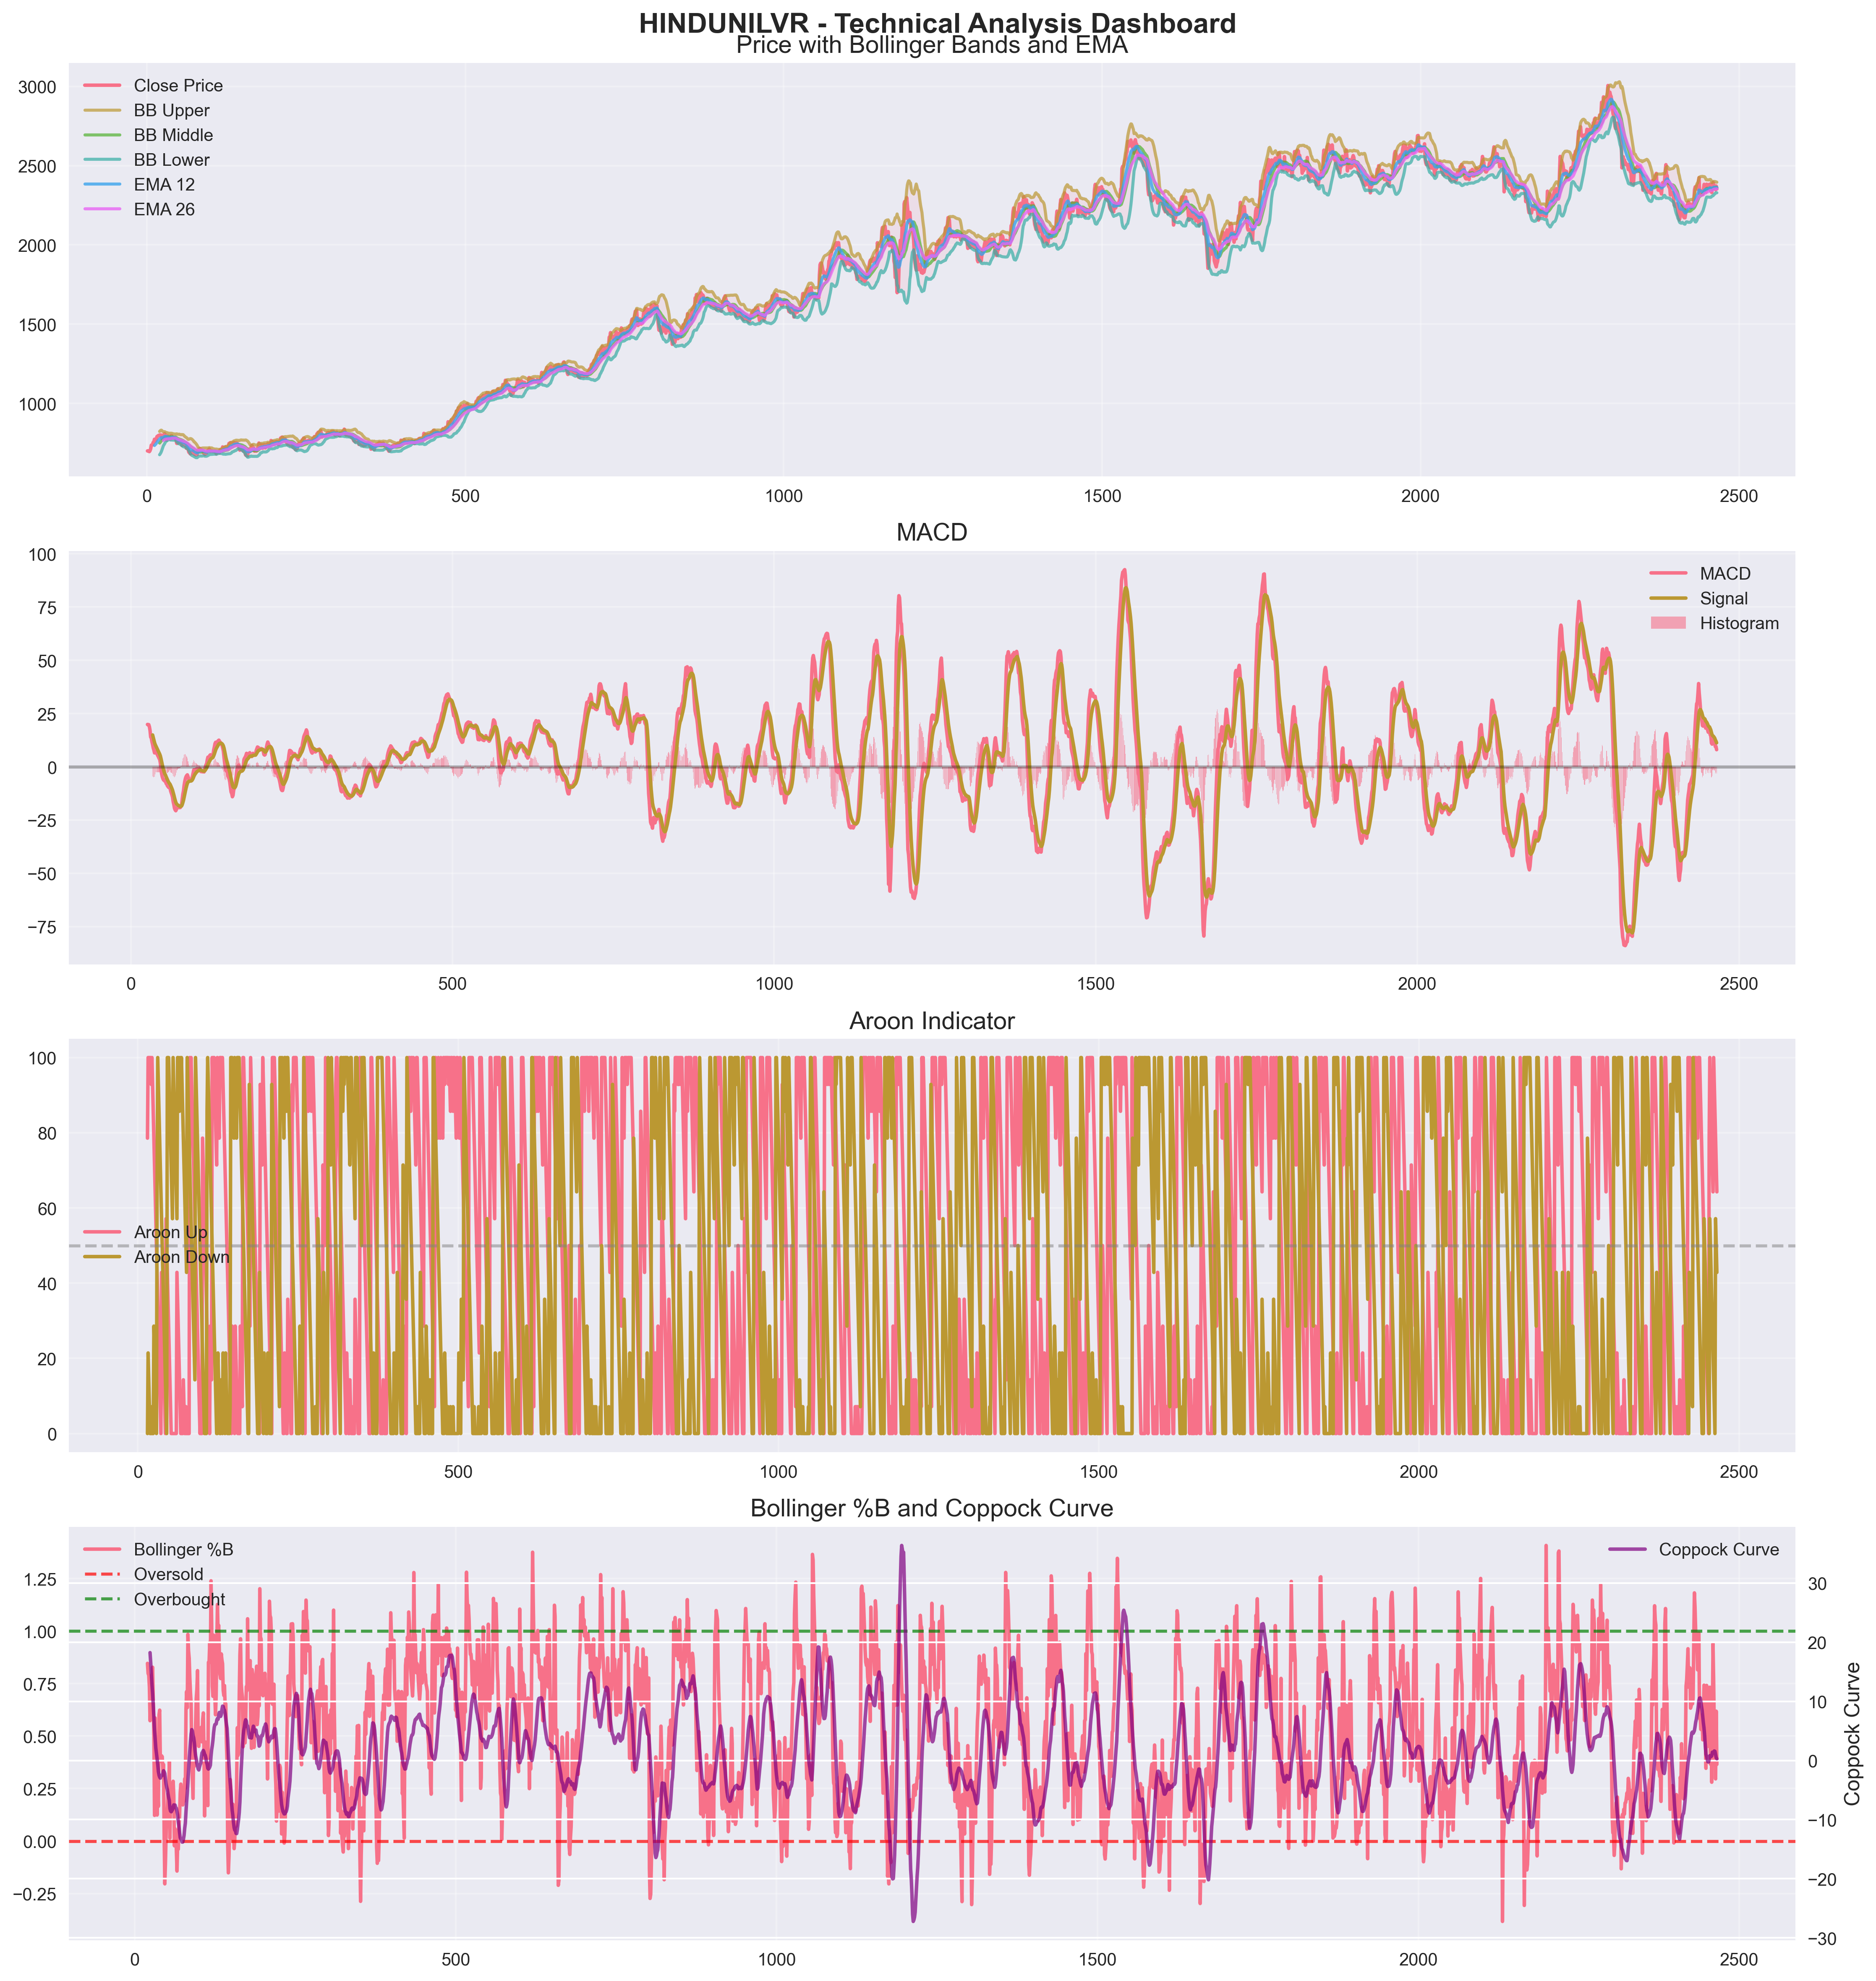 HINDUNILVR - Technical Analysis Dashboard
Price with Bollinger Bands and EMA
Close Price
BB Upper
BB Middle
BB Lower
EMA 12
EMA 26
3000
2500
2000
1500
1000
0 500 1000 1500 2000 2500
MACD
MACD
Signal
Histogram
100
75
50
25
0
−25
−50
−75
0 500 1000 1500 2000 2500
Aroon Indicator
Aroon Up
Aroon Down
100
80
60
40
20
0
0 500 1000 1500 2000 2500
Bollinger %B and Coppock Curve
Bollinger %B
Oversold
Overbought
Coppock Curve
1.25
1.00
0.75
0.50
0.25
0.00
−0.25
30
20
10
0
−10
−20
−30
Coppock Curve
0 500 1000 1500 2000 2500